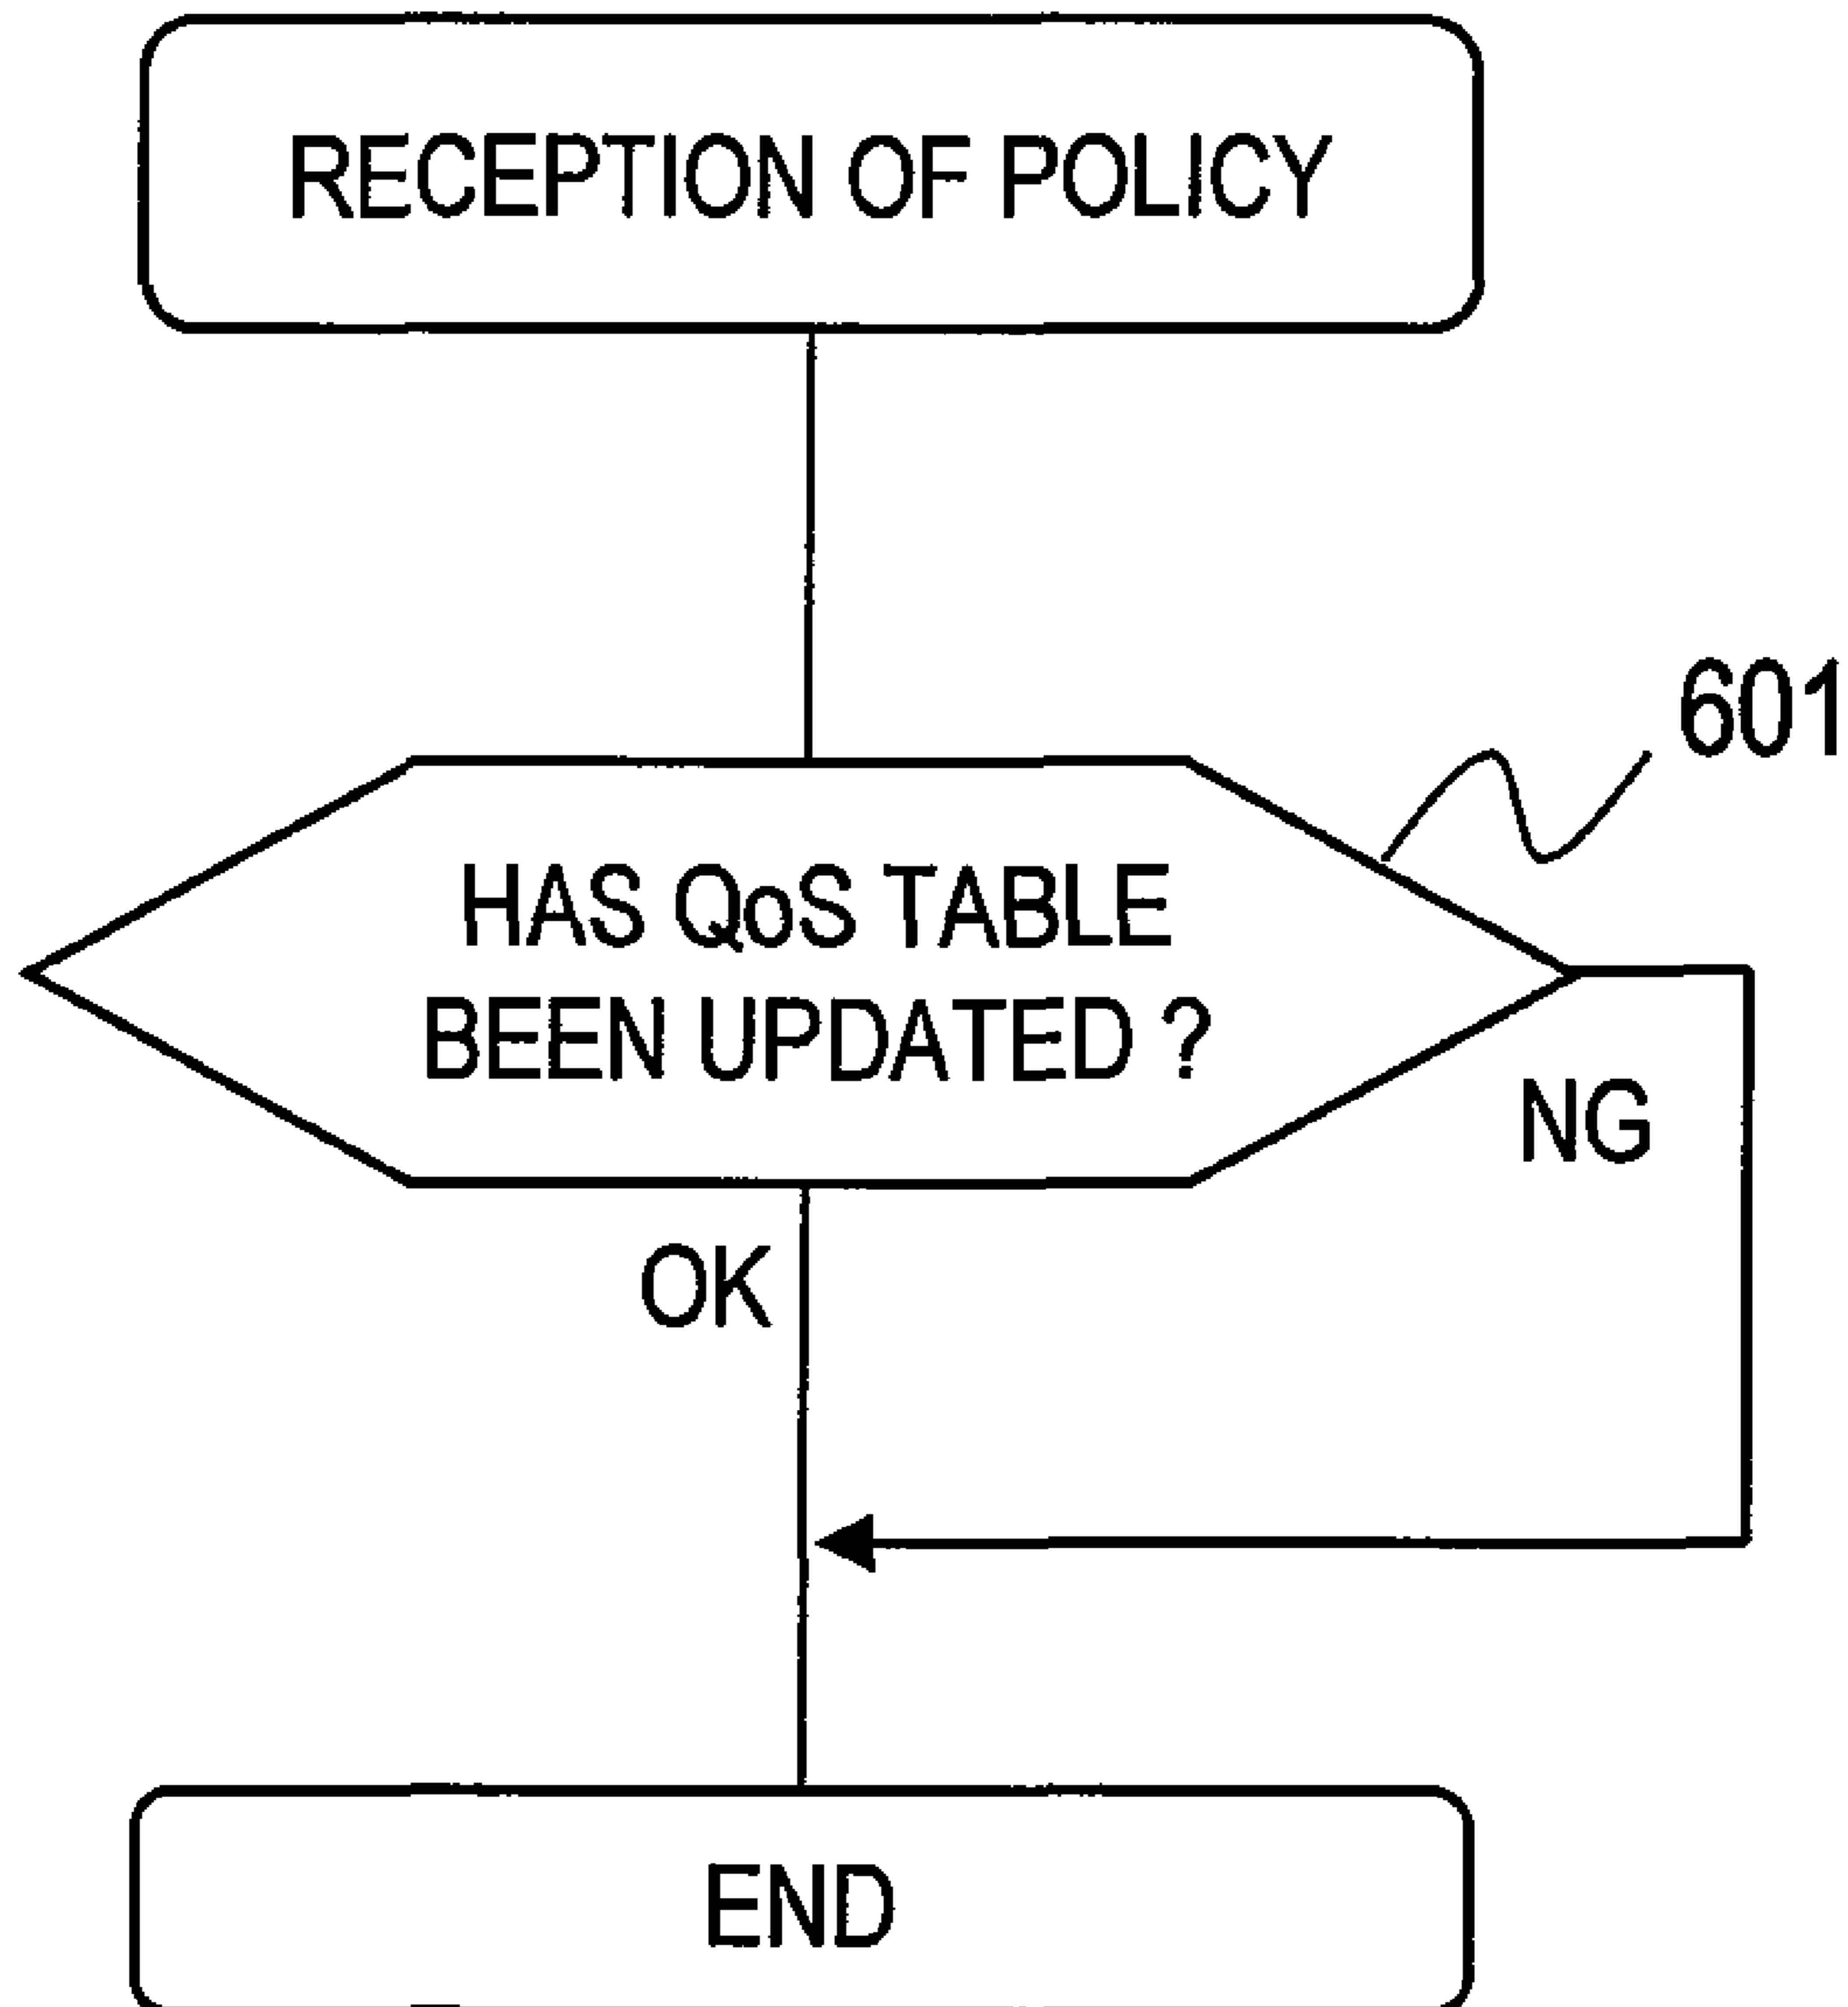 RECEPTION OF POLICY
601
HAS QoS TABLE
BEEN UPDATED ?
NG
OK
END